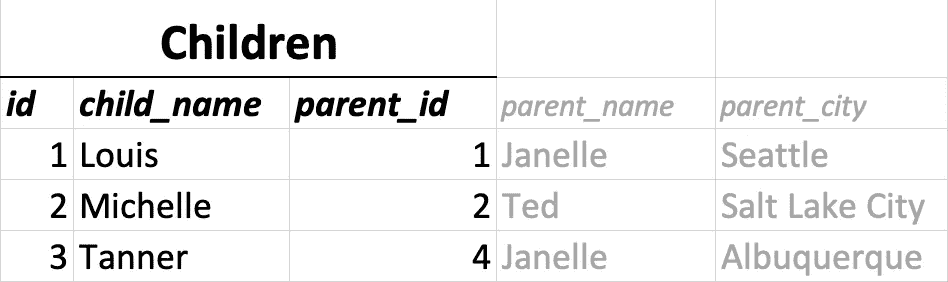 Children
id child_name parent_id parent_name parent_city
1 Louis 1 Janelle Seattle
2 Michelle 2 Ted Salt Lake City
3 Tanner 4 Janelle Albuquerque